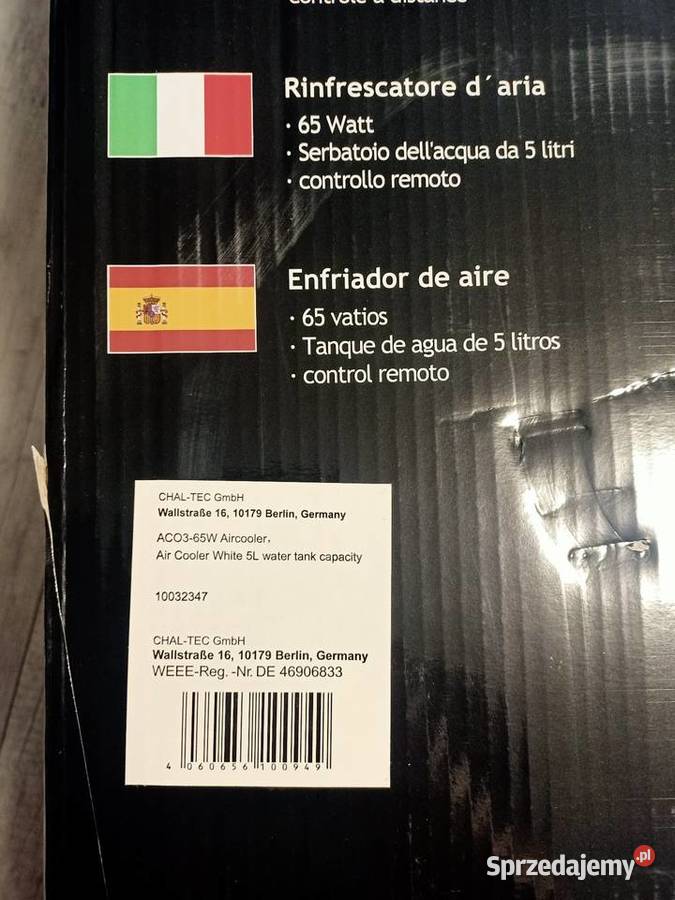 Controle à distance
Rinfrescatore d´aria
· 65 Watt
· Serbatoio dell'acqua da 5 litri
· controllo remoto
Enfriador de aire
· 65 vatios
· Tanque de agua de 5 litros
· control remoto
CHAL-TEC GmbH
Wallstraße 16, 10179 Berlin, Germany
ACO3-65W Aircooler,
Air Cooler White 5L water tank capacity
10032347
CHAL-TEC GmbH
Wallstraße 16, 10179 Berlin, Germany
WEEE-Reg. -Nr. DE 46906833
4 060656 100949
Sprzedajemy.pl